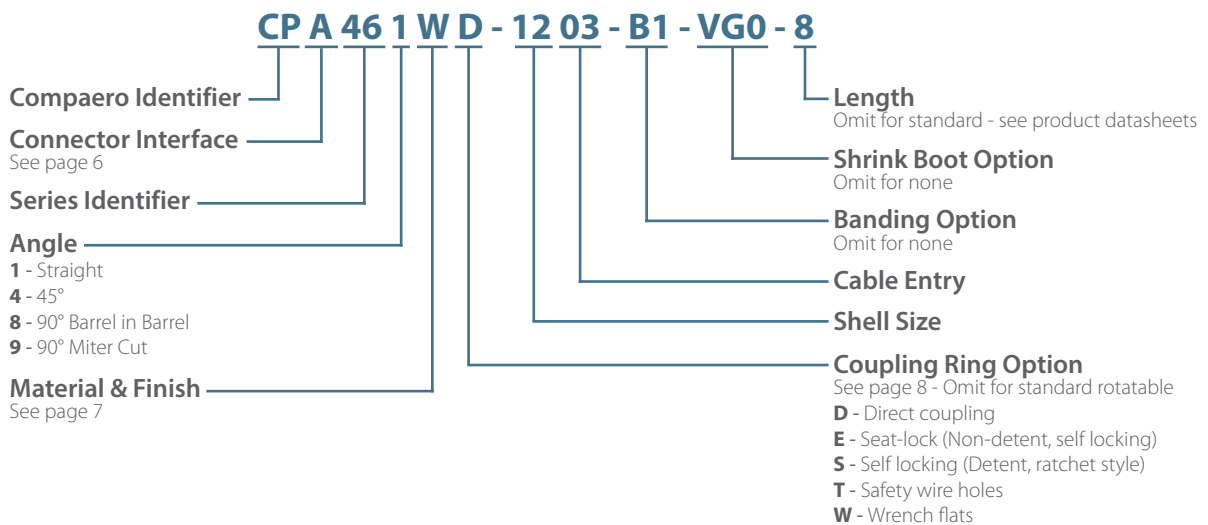 CP A 46 1 W D - 12 03 - B1 - VG0 - 8
Compaero Identifier
Connector Interface
See page 6
Series Identifier
Angle
1 - Straight
4 - 45°
8 - 90° Barrel in Barrel
9 - 90° Miter Cut
Material & Finish
See page 7
Length
Omit for standard - see product datasheets
Shrink Boot Option
Omit for none
Banding Option
Omit for none
Cable Entry
Shell Size
Coupling Ring Option
See page 8 - Omit for standard rotatable
D - Direct coupling
E - Seat-lock (Non-detent, self locking)
S - Self locking (Detent, ratchet style)
T - Safety wire holes
W - Wrench flats